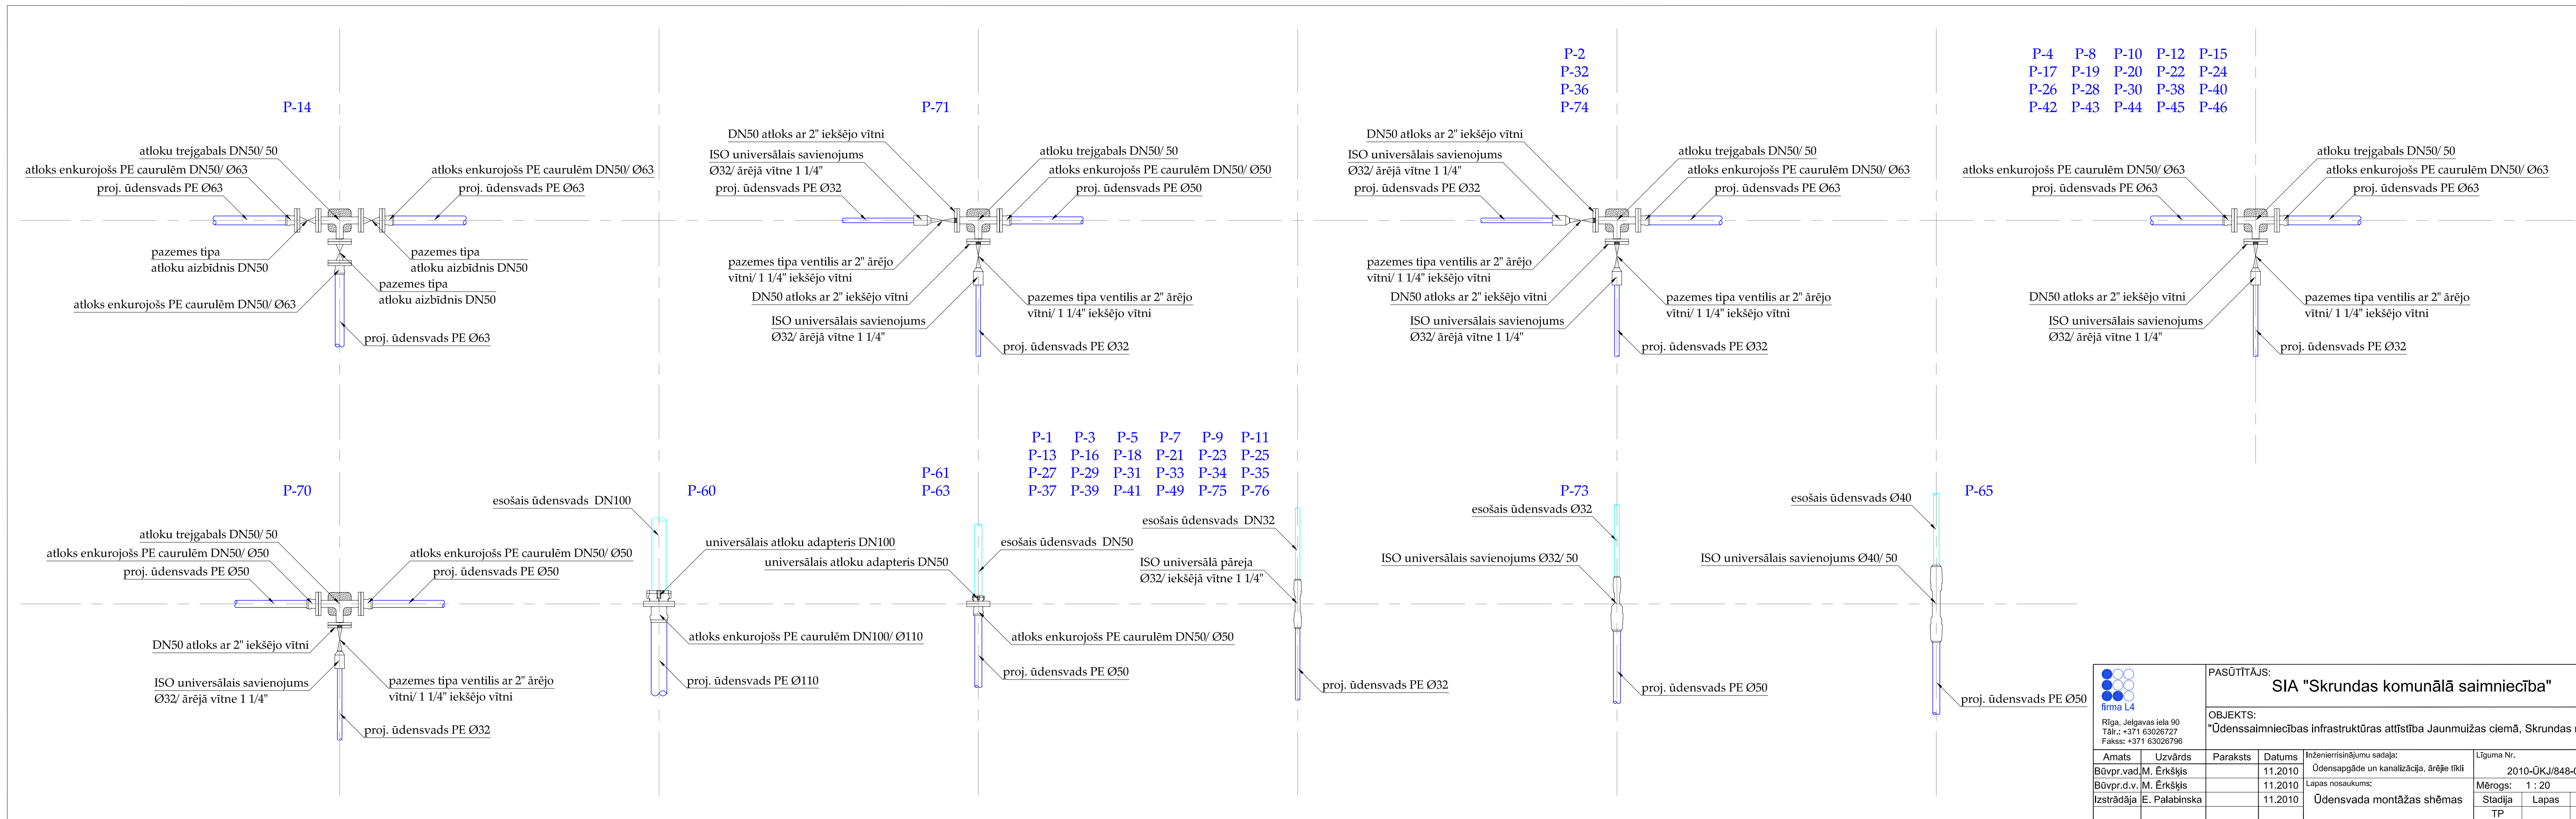 P-14
atloku trejgabals DN50/ 50
atloks enkurojošs PE caurulēm DN50/ Ø63
proj. ūdensvads PE Ø63
atloks enkurojošs PE caurulēm DN50/ Ø63
proj. ūdensvads PE Ø63
pazemes tipa
atloku aizbīdnis DN50
pazemes tipa
atloku aizbīdnis DN50
pazemes tipa
atloku aizbīdnis DN50
atloks enkurojošs PE caurulēm DN50/ Ø63
proj. ūdensvads PE Ø63
P-71
DN50 atloks ar 2" iekšējo vītni
ISO universālais savienojums
Ø32/ ārējā vītne 1 1/4"
proj. ūdensvads PE Ø32
atloku trejgabals DN50/ 50
atloks enkurojošs PE caurulēm DN50/ Ø50
proj. ūdensvads PE Ø50
pazemes tipa ventilis ar 2" ārējo
vītni/ 1 1/4" iekšējo vītni
DN50 atloks ar 2" iekšējo vītni
ISO universālais savienojums
Ø32/ ārējā vītne 1 1/4"
pazemes tipa ventilis ar 2" ārējo
vītni/ 1 1/4" iekšējo vītni
proj. ūdensvads PE Ø32
P-2
P-32
P-36
P-74
DN50 atloks ar 2" iekšējo vītni
ISO universālais savienojums
Ø32/ ārējā vītne 1 1/4"
proj. ūdensvads PE Ø32
atloku trejgabals DN50/ 50
atloks enkurojošs PE caurulēm DN50/ Ø63
proj. ūdensvads PE Ø63
pazemes tipa ventilis ar 2" ārējo
vītni/ 1 1/4" iekšējo vītni
DN50 atloks ar 2" iekšējo vītni
ISO universālais savienojums
Ø32/ ārējā vītne 1 1/4"
pazemes tipa ventilis ar 2" ārējo
vītni/ 1 1/4" iekšējo vītni
proj. ūdensvads PE Ø32
P-4 P-8 P-10 P-12 P-15
P-17 P-19 P-20 P-22 P-24
P-26 P-28 P-30 P-38 P-40
P-42 P-43 P-44 P-45 P-46
atloku trejgabals DN50/ 50
atloks enkurojošs PE caurulēm DN50/ Ø63
proj. ūdensvads PE Ø63
atloks enkurojošs PE caurulēm DN50/ Ø63
proj. ūdensvads PE Ø63
DN50 atloks ar 2" iekšējo vītni
ISO universālais savienojums
Ø32/ ārējā vītne 1 1/4"
pazemes tipa ventilis ar 2" ārējo
vītni/ 1 1/4" iekšējo vītni
proj. ūdensvads PE Ø32
P-70
atloku trejgabals DN50/ 50
atloks enkurojošs PE caurulēm DN50/ Ø50
proj. ūdensvads PE Ø50
atloks enkurojošs PE caurulēm DN50/ Ø50
proj. ūdensvads PE Ø50
DN50 atloks ar 2" iekšējo vītni
ISO universālais savienojums
Ø32/ ārējā vītne 1 1/4"
pazemes tipa ventilis ar 2" ārējo
vītni/ 1 1/4" iekšējo vītni
proj. ūdensvads PE Ø32
P-60
esošais ūdensvads DN100
universālais atloku adapteris DN100
atloks enkurojošs PE caurulēm DN100/ Ø110
proj. ūdensvads PE Ø110
P-61
P-63
esošais ūdensvads DN50
universālais atloku adapteris DN50
atloks enkurojošs PE caurulēm DN50/ Ø50
proj. ūdensvads PE Ø50
P-1 P-3 P-5 P-7 P-9 P-11
P-13 P-16 P-18 P-21 P-23 P-25
P-27 P-29 P-31 P-33 P-34 P-35
P-37 P-39 P-41 P-49 P-75 P-76
esošais ūdensvads DN32
ISO universālā pāreja
Ø32/ iekšējā vītne 1 1/4"
proj. ūdensvads PE Ø32
P-73
esošais ūdensvads Ø32
ISO universālais savienojums Ø32/ 50
proj. ūdensvads PE Ø50
P-65
esošais ūdensvads Ø40
ISO universālais savienojums Ø40/ 50
proj. ūdensvads PE Ø50
firma L4
Rīga, Jelgavas iela 90
Tālr.: +371 63026727
Fakss: +371 63026796
PASŪTĪTĀJS:
SIA "Skrundas komunālā saimniecība"
OBJEKTS:
"Ūdenssaimniecības infrastruktūras attīstība Jaunmuižas ciemā, Skrundas
Amats Uzvārds Paraksts Datums
Būvpr.vad. M. Ērkšķis 11.2010
Būvpr.d.v. M. Ērkšķis 11.2010
Izstrādāja E. Palabinska 11.2010
Inženierrisinājumu sadaļa:
Ūdensapgāde un kanalizācija, ārējie tīkli
Lapas nosaukums:
Ūdensvada montāžas shēmas
Līguma Nr.
2010-ŪKJ/848-
Mērogs: 1 : 20
Stadija Lapas
TP